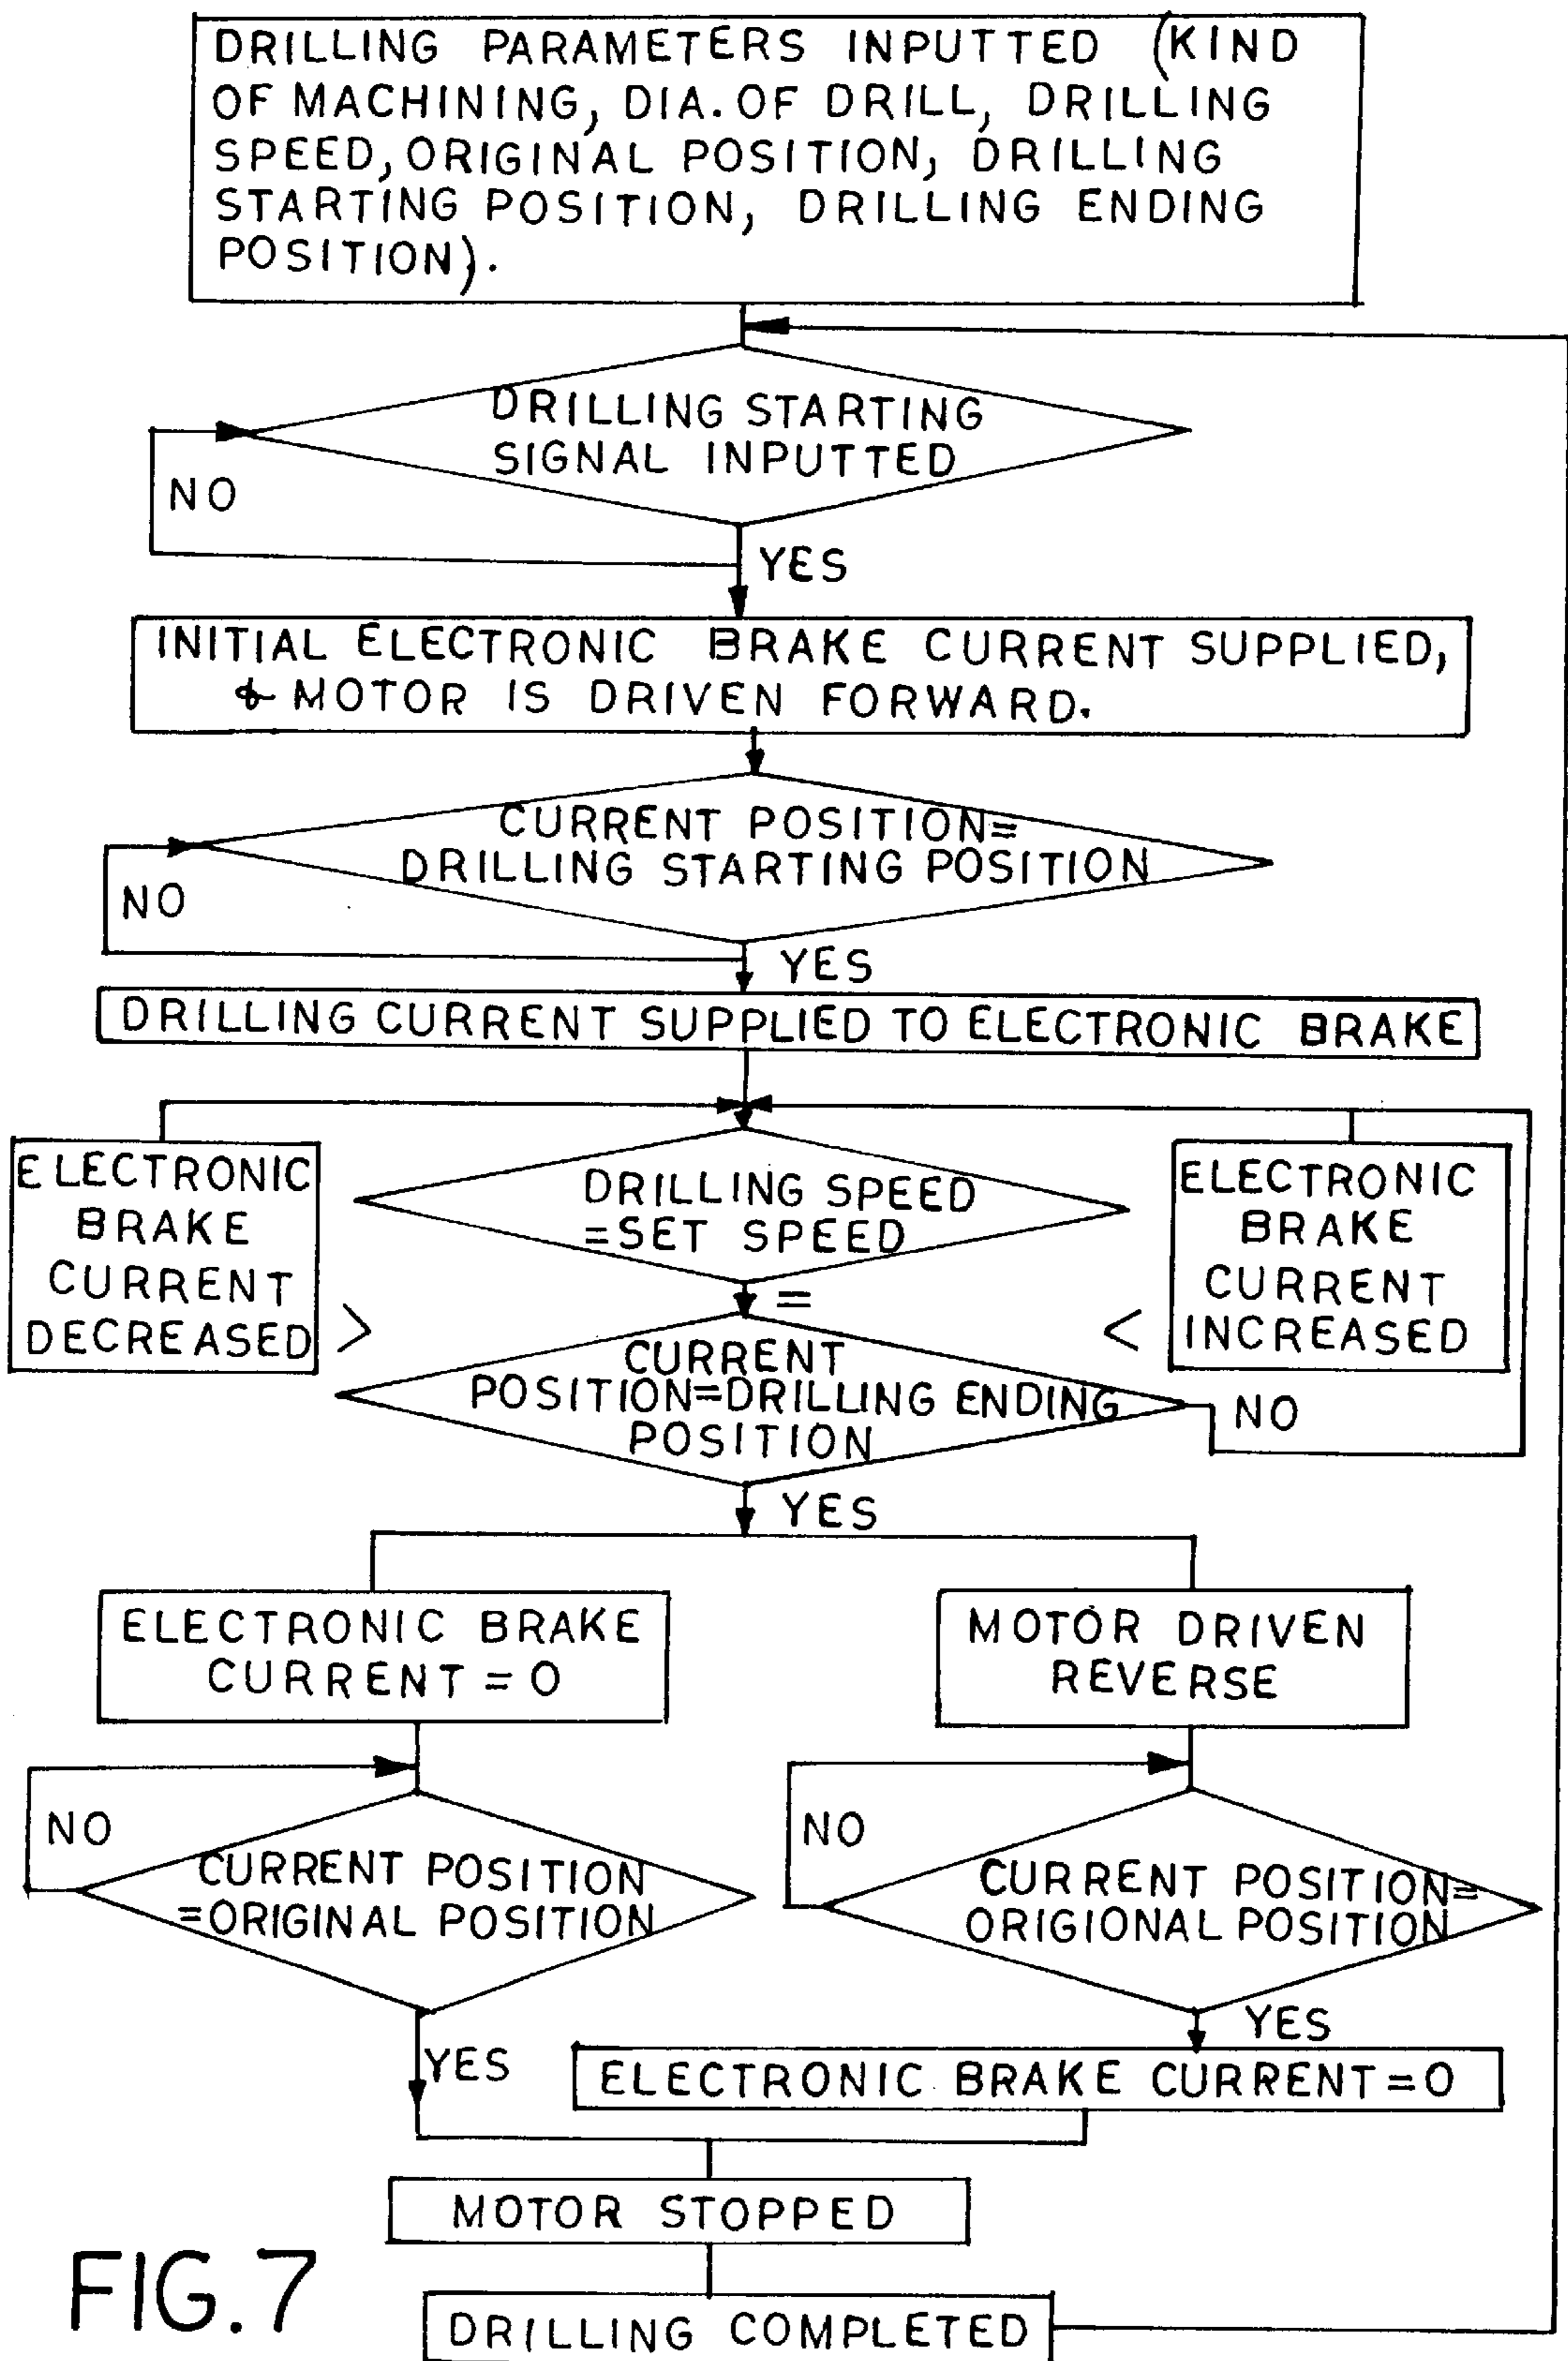 DRILLING PARAMETERS INPUTTED (KIND
OF MACHINING, DIA. OF DRILL, DRILLING
SPEED, ORIGINAL POSITION, DRILLING
STARTING POSITION, DRILLING ENDING
POSITION).
DRILLING STARTING
SIGNAL INPUTTED
NO
YES
INITIAL ELECTRONIC BRAKE CURRENT SUPPLIED,
& MOTOR IS DRIVEN FORWARD.
CURRENT POSITION=
DRILLING STARTING POSITION
NO
YES
DRILLING CURRENT SUPPLIED TO ELECTRONIC BRAKE
ELECTRONIC
BRAKE
CURRENT
DECREASED
>
DRILLING SPEED
=SET SPEED
=
<
ELECTRONIC
BRAKE
CURRENT
INCREASED
CURRENT
POSITION=DRILLING ENDING
POSITION
NO
YES
ELECTRONIC BRAKE
CURRENT = 0
MOTOR DRIVEN
REVERSE
NO
CURRENT POSITION
=ORIGINAL POSITION
NO
CURRENT POSITION=
ORIGIONAL POSITION
YES
YES
ELECTRONIC BRAKE CURRENT = 0
MOTOR STOPPED
DRILLING COMPLETED
FIG. 7